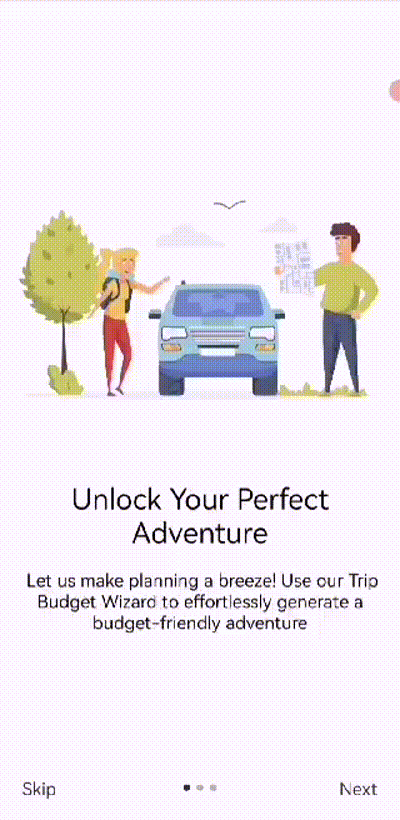 Unlock Your Perfect
Adventure
Let us make planning a breeze! Use our Trip
Budget Wizard to effortlessly generate a
budget-friendly adventure
Skip
Next